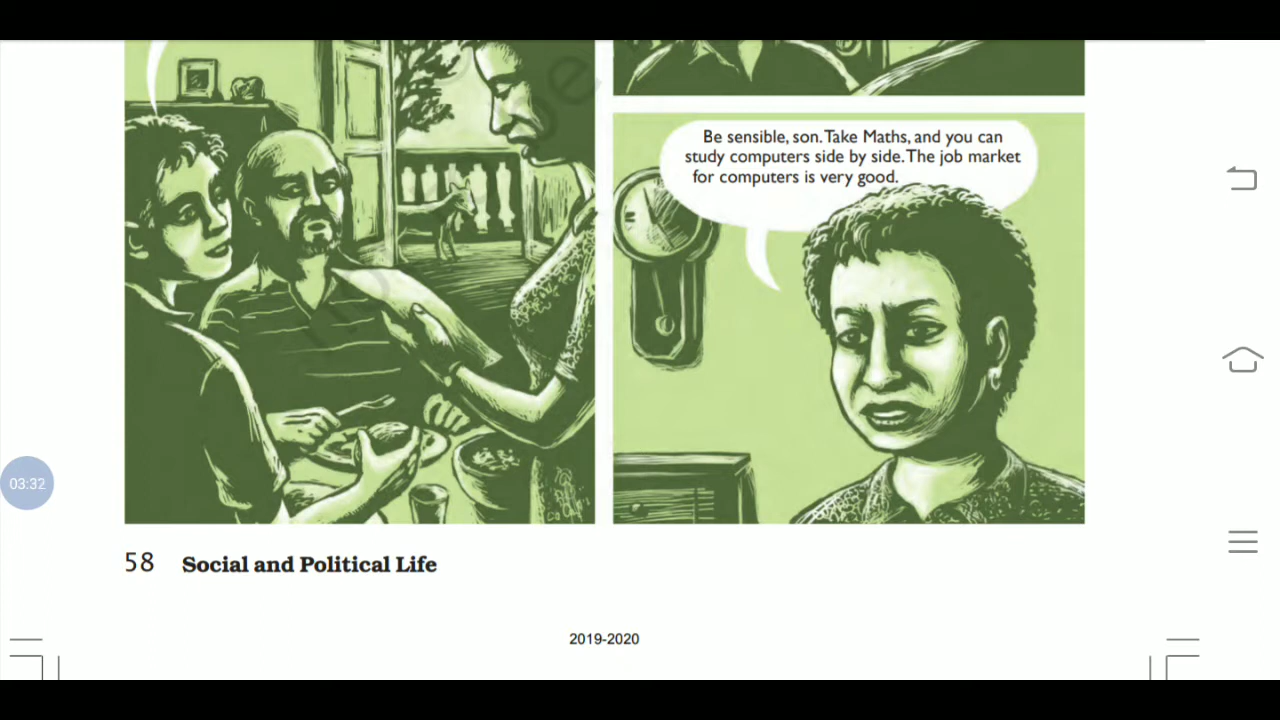 Be sensible, son. Take Maths, and you can
study computers side by side. The job market
for computers is very good.
03:32
58 Social and Political Life
2019-2020